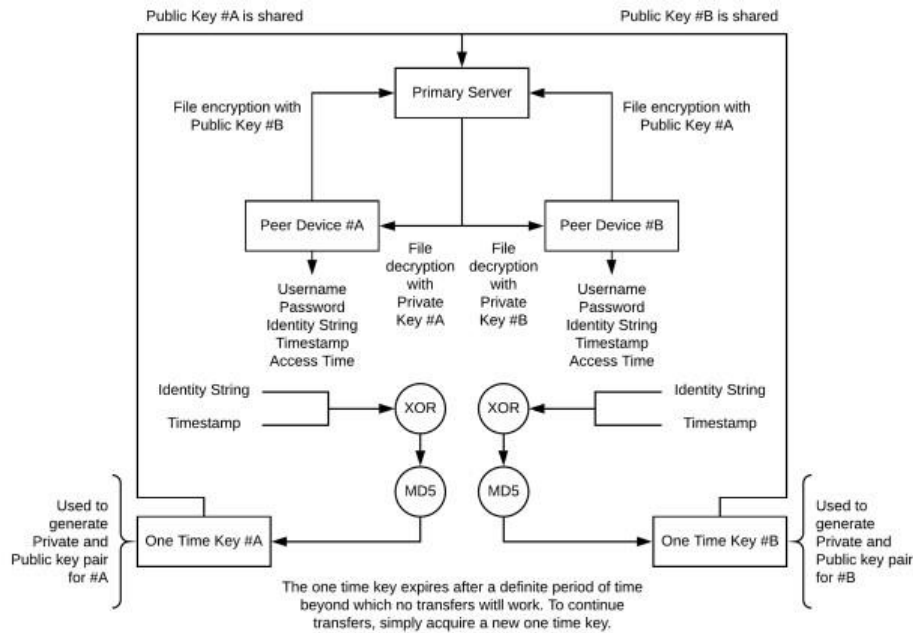 Public Key #A is shared
Public Key #B is shared
Primary Server
File encryption with
Public Key #B
File encryption with
Public Key #A
Peer Device #A
Peer Device #B
File
decryption
with
Private
Key #A
File
decryption
with
Private
Key #B
Username
Password
Identity String
Timestamp
Access Time
Username
Password
Identity String
Timestamp
Access Time
Identity String
Timestamp
XOR
XOR
Identity String
Timestamp
MD5
MD5
Used to
generate
Private and
Public key pair
for #A
One Time Key #A
One Time Key #B
Used to
generate
Private and
Public key pair
for #B
The one time key expires after a definite period of time
beyond which no transfers witll work. To continue
transfers, simply acquire a new one time key.